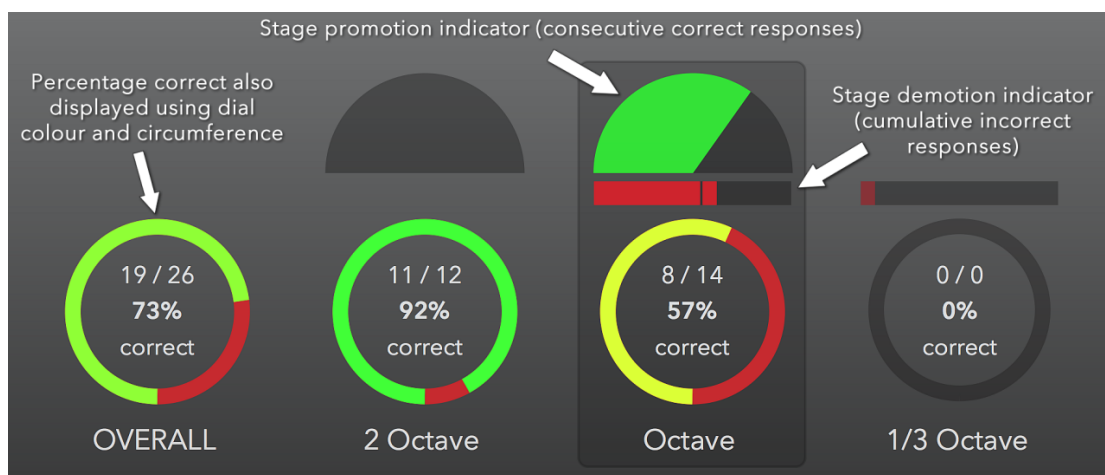 Stage promotion indicator (consecutive correct responses)
Percentage correct also
displayed using dial
colour and circumference
Stage demotion indicator
(cumulative incorrect
responses)
19 / 26
73%
correct
OVERALL
11 / 12
92%
correct
2 Octave
8 / 14
57%
correct
Octave
0 / 0
0%
correct
1/3 Octave